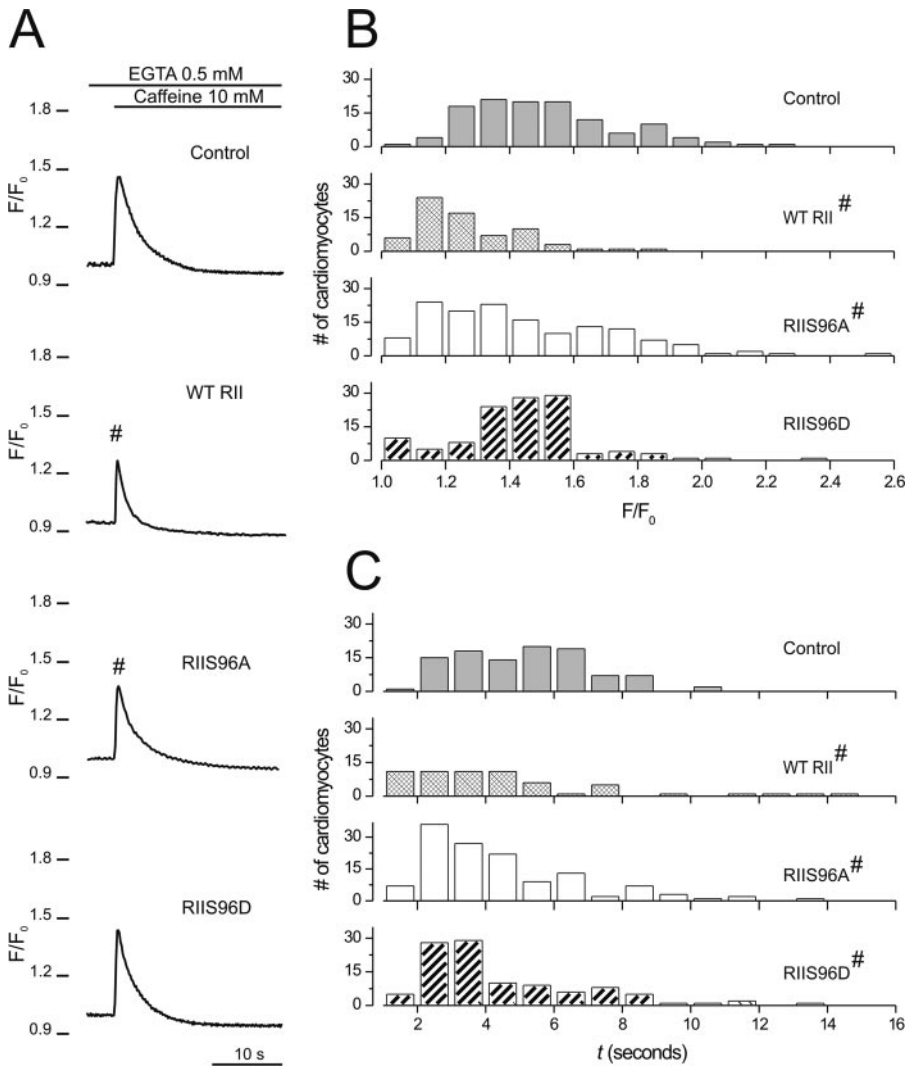 A
EGTA 0.5 mM
Caffeine 10 mM
1.8
Control
1.5
F/F0
1.2
0.9
1.8
WT RII
1.5
#
F/F0
1.2
0.9
1.8
RIIS96A
1.5
#
F/F0
1.2
0.9
1.8
RIIS96D
1.5
F/F0
1.2
0.9
10 s
B
30
15
0
Control
30
15
0
WT RII#
# of cardiomyocytes
30
15
0
RIIS96A#
30
15
0
RIIS96D
1.0 1.2 1.4 1.6 1.8 2.0 2.2 2.4 2.6
F/F0
C
30
15
0
Control
30
15
0
WT RII#
# of cardiomyocytes
30
15
0
RIIS96A#
30
15
0
RIIS96D#
2 4 6 8 10 12 14 16
t (seconds)